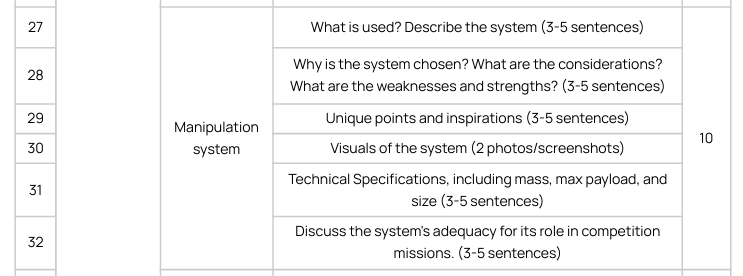 27
What is used? Describe the system (3-5 sentences)
28
Why is the system chosen? What are the considerations?
What are the weaknesses and strengths? (3-5 sentences)
29
Unique points and inspirations (3-5 sentences)
Manipulation
system
30
Visuals of the system (2 photos/screenshots)
10
31
Technical Specifications, including mass, max payload, and
size (3-5 sentences)
32
Discuss the system's adequacy for its role in competition
missions. (3-5 sentences)